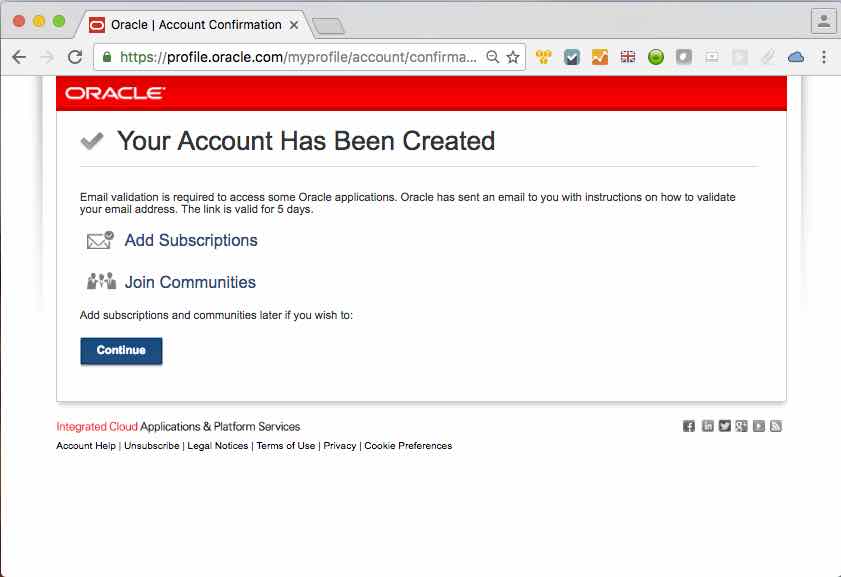 Oracle | Account Confirmation
https://profile.oracle.com/myprofile/account/confirma...
ORACLE
Your Account Has Been Created
Email validation is required to access some Oracle applications. Oracle has sent an email to you with instructions on how to validate
your email address. The link is valid for 5 days.
Add Subscriptions
Join Communities
Add subscriptions and communities later if you wish to:
Continue
Integrated Cloud Applications & Platform Services
Account Help | Unsubscribe | Legal Notices | Terms of Use | Privacy | Cookie Preferences